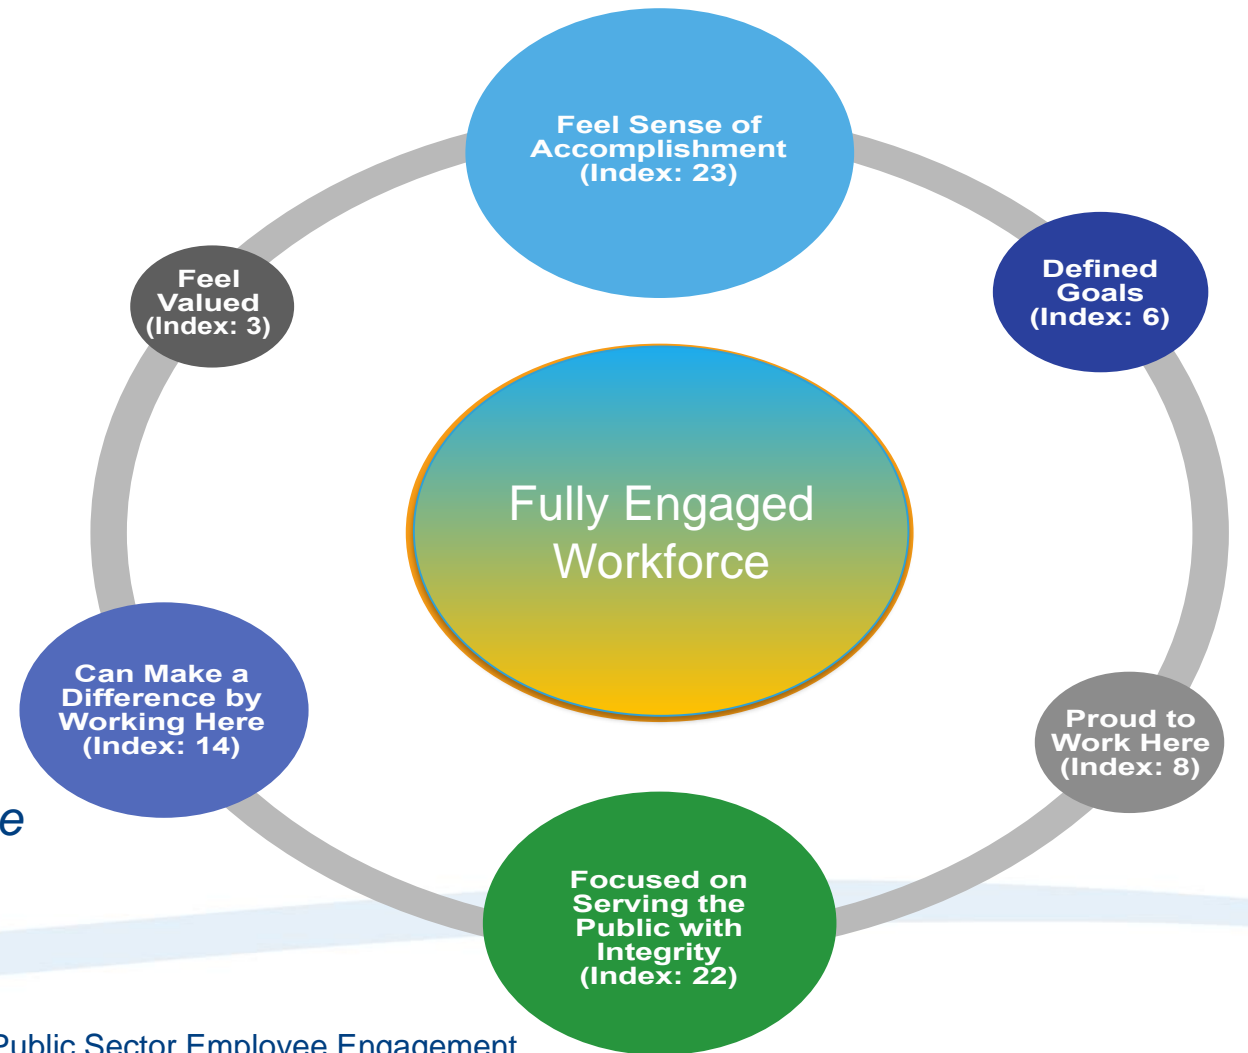 Feel Sense of
Accomplishment
(Index: 23)
Defined
Goals
(Index: 6)
Feel
Valued
(Index: 3)
Fully Engaged
Workforce
Can Make a
Difference by
Working Here
(Index: 14)
Proud to
Work Here
(Index: 8)
e
Focused on
Serving the
Public with
Integrity
(Index: 22)
Public Sector Employee Engagement